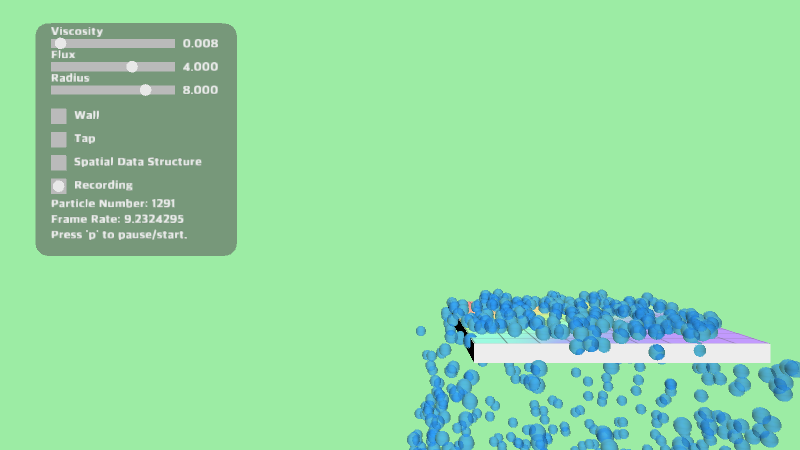 Viscosity
0.008
Flux
4.000
Radius
8.000
Wall
Tap
Spatial Data Structure
Recording
Particle Number: 1291
Frame Rate: 9.2324295
Press 'p' to pause/start.